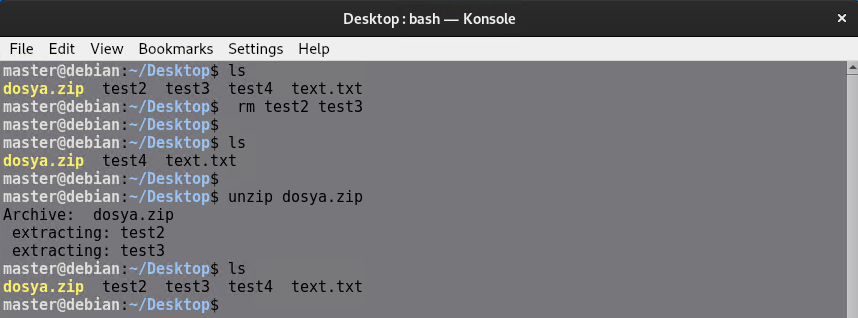 Desktop : bash — Konsole
File Edit View Bookmarks Settings Help
master@debian:~/Desktop$ ls
dosya.zip  test2  test3  test4  text.txt
master@debian:~/Desktop$  rm test2 test3
master@debian:~/Desktop$
master@debian:~/Desktop$ ls
dosya.zip  test4  text.txt
master@debian:~/Desktop$
master@debian:~/Desktop$ unzip dosya.zip
Archive:  dosya.zip
 extracting: test2
 extracting: test3
master@debian:~/Desktop$ ls
dosya.zip  test2  test3  test4  text.txt
master@debian:~/Desktop$